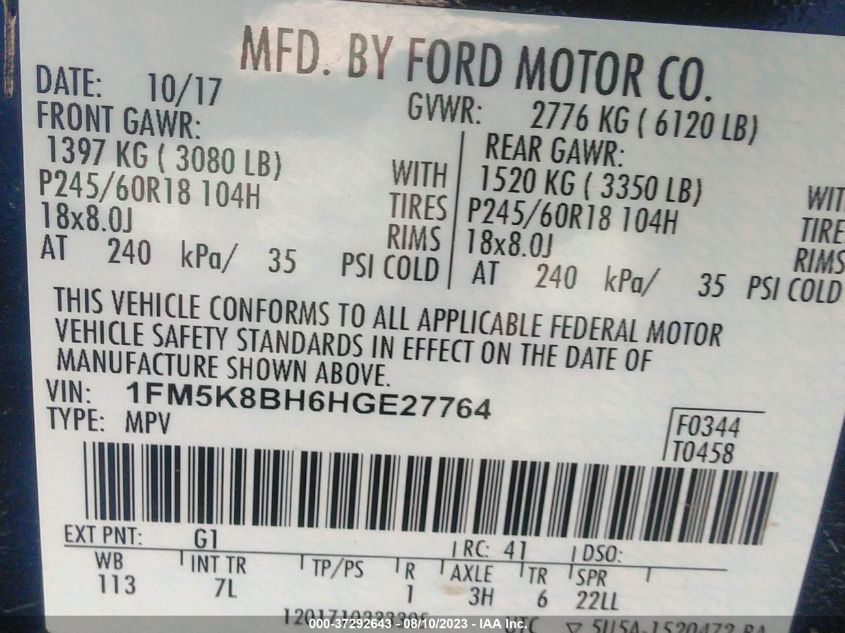 MFD. BY FORD MOTOR CO.
DATE: 10/17
GVWR: 2776 KG ( 6120 LB)
FRONT GAWR:
1397 KG ( 3080 LB)
WITH
P245/60R18 104H
TIRES
18x8.0J
RIMS
AT 240 kPa/ 35 PSI COLD
REAR GAWR:
1520 KG ( 3350 LB)
WIT
P245/60R18 104H
TIRE
18x8.0J
RIMS
AT 240 kPa/ 35 PSI COLD
THIS VEHICLE CONFORMS TO ALL APPLICABLE FEDERAL MOTOR
VEHICLE SAFETY STANDARDS IN EFFECT ON THE DATE OF
MANUFACTURE SHOWN ABOVE.
VIN: 1FM5K8BH6HGE27764
TYPE: MPV
F0344
T0458
EXT PNT: G1 RC: 41 DSO:
WB INT TR TP/PS R AXLE TR SPR
113 7L 1 3H 6 22LL
000-37292643 - 08/10/2023 - IAA Inc.